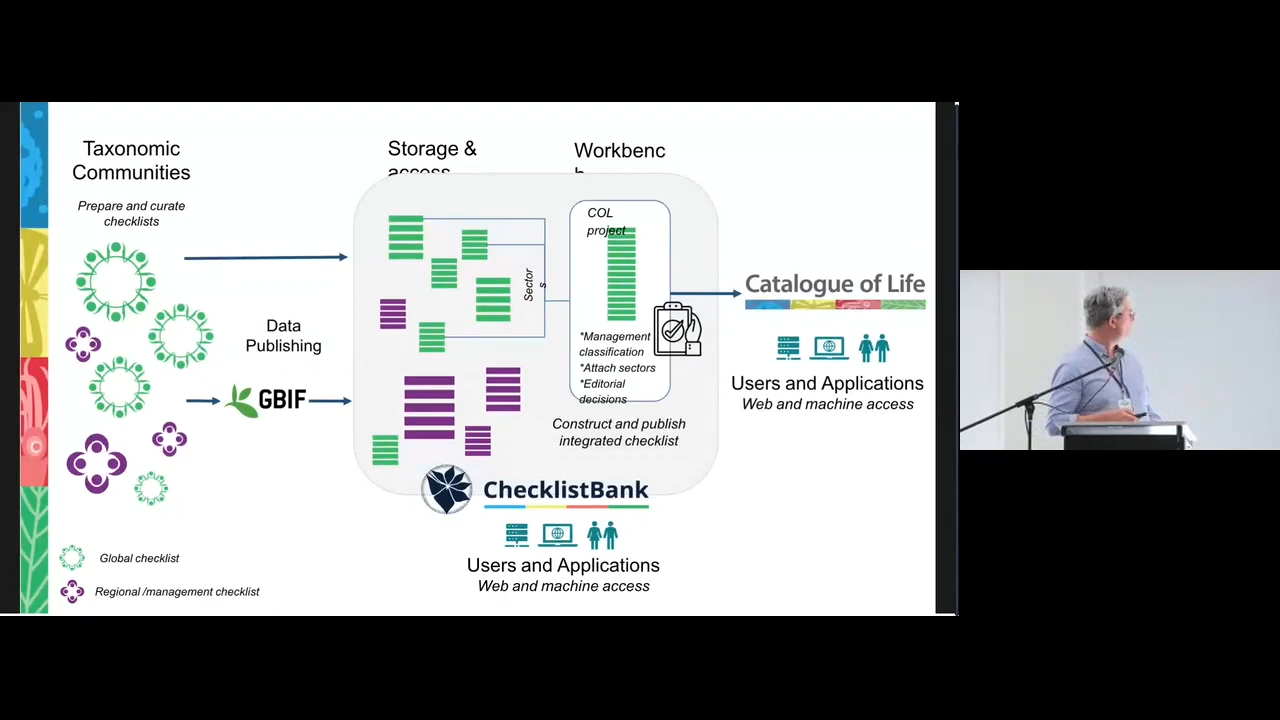 Taxonomic
Communities
Prepare and curate
checklists
Data
Publishing
GBIF
Global checklist
Regional /management checklist
Storage &
access
Workbenc
h
Sector
s
COL
project
*Management
classification
*Attach sectors
*Editorial
decisions
Construct and publish
integrated checklist
ChecklistBank
Users and Applications
Web and machine access
Catalogue of Life
Users and Applications
Web and machine access